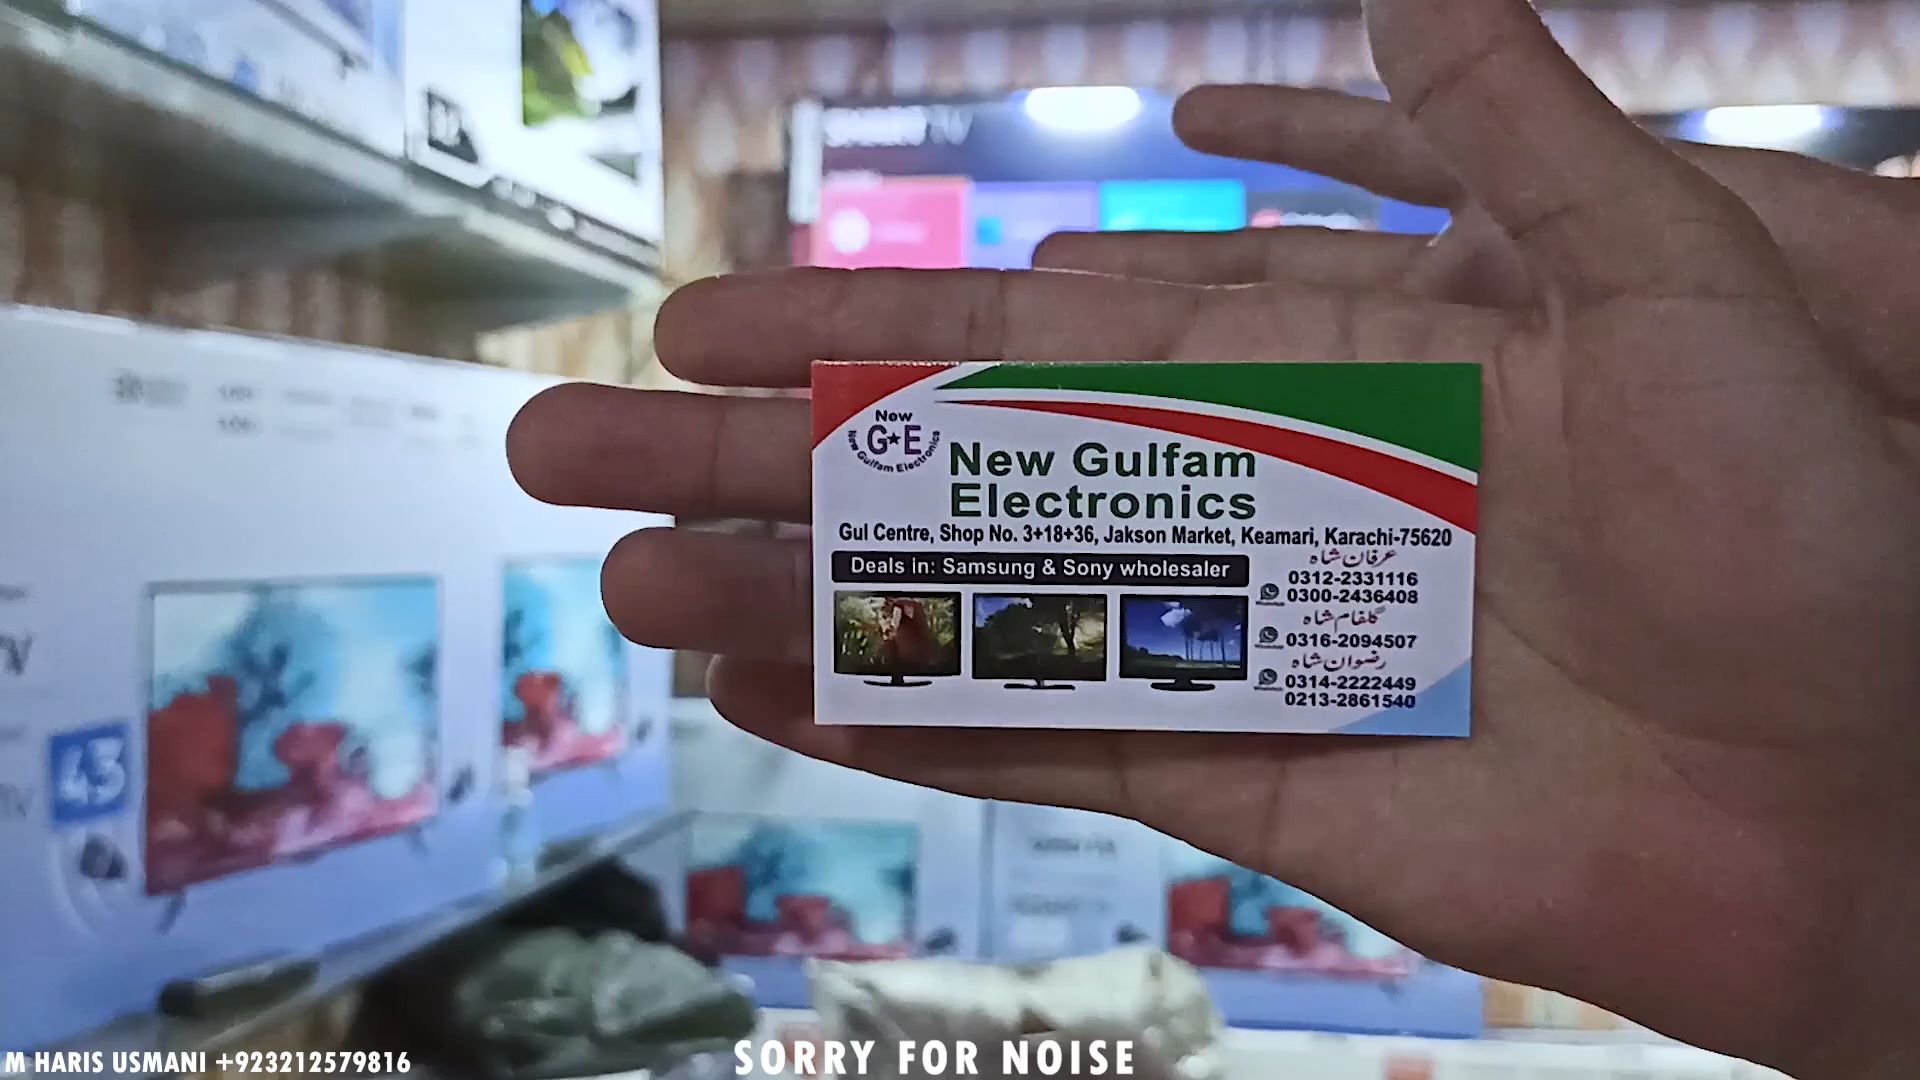 New
G★E
New Gulfam Electronics
New Gulfam
Electronics
Gul Centre, Shop No. 3+18+36, Jakson Market, Keamari, Karachi-75620
Deals in: Samsung & Sony wholesaler
عرفان شاہ
0312-2331116
0300-2436408
گلفام شاہ
0316-2094507
رضوان شاہ
0314-2222449
0213-2861540
43
32
M HARIS USMANI +923212579816
SORRY FOR NOISE